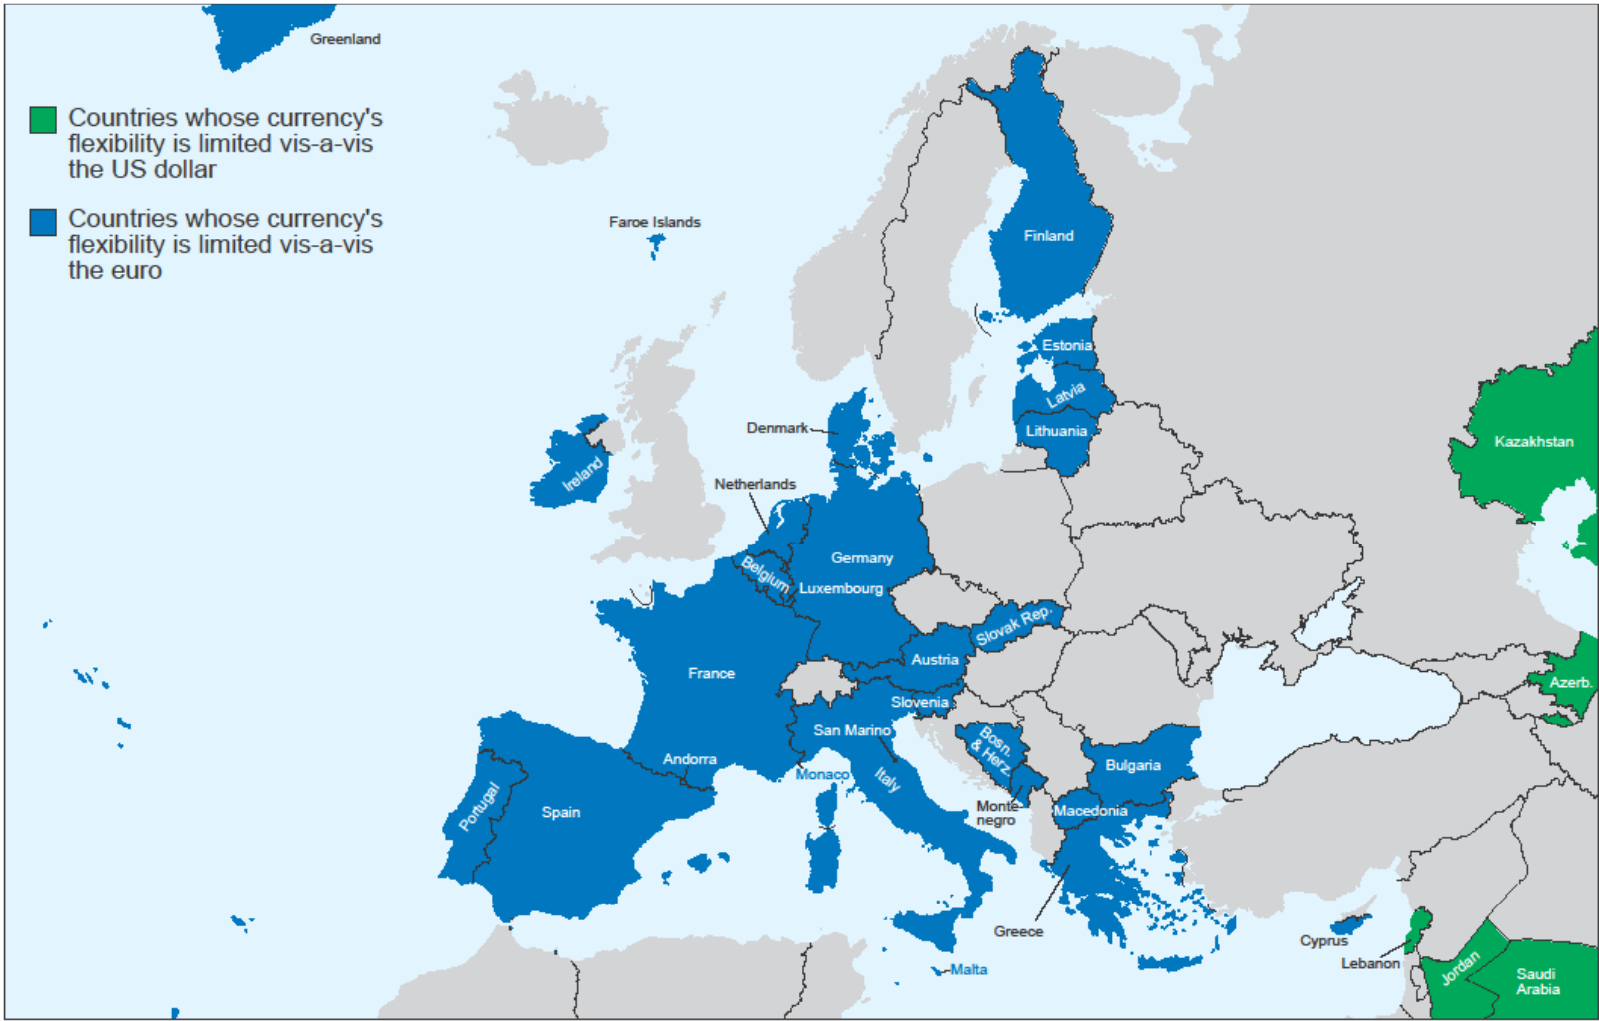 Greenland
Countries whose currency's
flexibility is limited vis-a-vis
the US dollar
Countries whose currency's
flexibility is limited vis-a-vis
the euro
Faroe Islands
Finland
Estonia
Latvia
Lithuania
Denmark
Kazakhstan
Ireland
Netherlands
Germany
Belgium
Luxembourg
Slovak Rep.
Austria
France
Azerb.
Slovenia
San Marino
Bosn.
& Herz.
Andorra
Bulgaria
Monaco
Italy
Portugal
Spain
Monte-
negro
Macedonia
Greece
Cyprus
Lebanon
Malta
Jordan
Saudi
Arabia